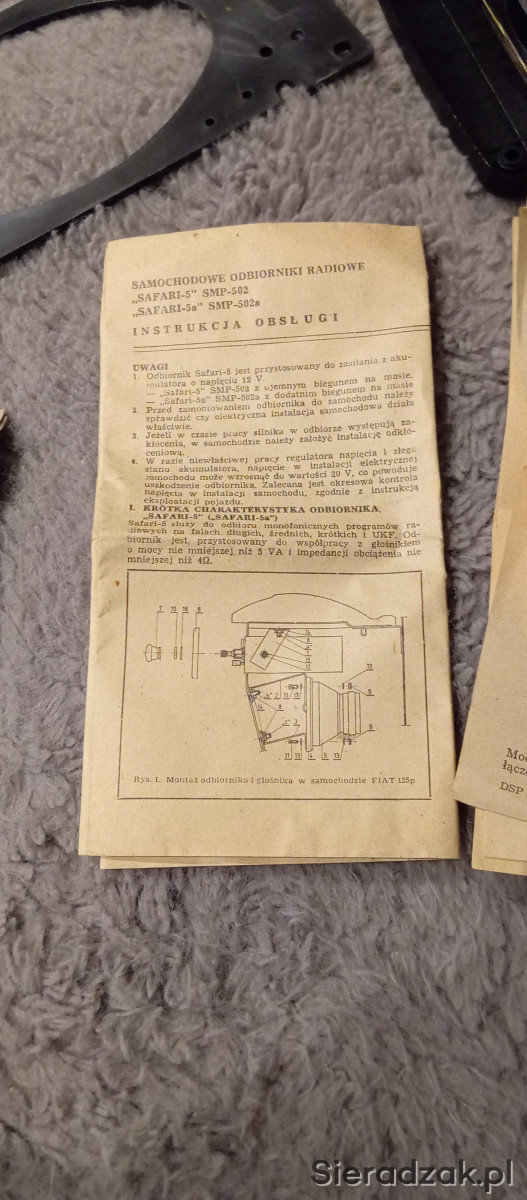 SAMOCHODOWE ODBIORNIKI RADIOWE
„SAFARI-5” SMP-502
„SAFARI-5a” SMP-502a
INSTRUKCJA OBSŁUGI
UWAGI
1. Odbiornik Safari-5 jest przystosowany do zasilania z aku-
mulatora o napięciu 12 V.
— „Safari-5” SMP-502 z ujemnym biegunem na masie.
— „Safari-5a” SMP-502a z dodatnim biegunem na masie
2. Przed zamontowaniem odbiornika do samochodu należy
sprawdzić czy elektryczna instalacja samochodowa działa
właściwie.
3. Jeżeli w czasie pracy silnika w odbiorze występują za-
kłócenia, w samochodzie należy założyć instalację odkłó-
ceniową.
4. W razie niewłaściwej pracy regulatora napięcia i złego
stanu akumulatora, napięcie w instalacji elektrycznej
samochodu może wzrosnąć do wartości 20 V, co powoduje
uszkodzenie odbiornika. Zalecana jest okresowa kontrola
napięcia w instalacji samochodu, zgodnie z instrukcją
eksploatacji pojazdu.
I. KRÓTKA CHARAKTERYSTYKA ODBIORNIKA
„SAFARI-5” („SAFARI-5a”)
Safari-5 służy do odbioru monofonicznych programów ra-
diowych na falach długich, średnich, krótkich i UKF. Od-
biornik jest przystosowany do współpracy z głośnikiem
o mocy nie mniejszej niż 5 VA i impedancji obciążenia nie
mniejszej niż 4Ω.
7 10 16 6
Rys. 1. Montaż odbiornika i głośnika w samochodzie FIAT 125p
łącz
DSP
Sieradzak.pl